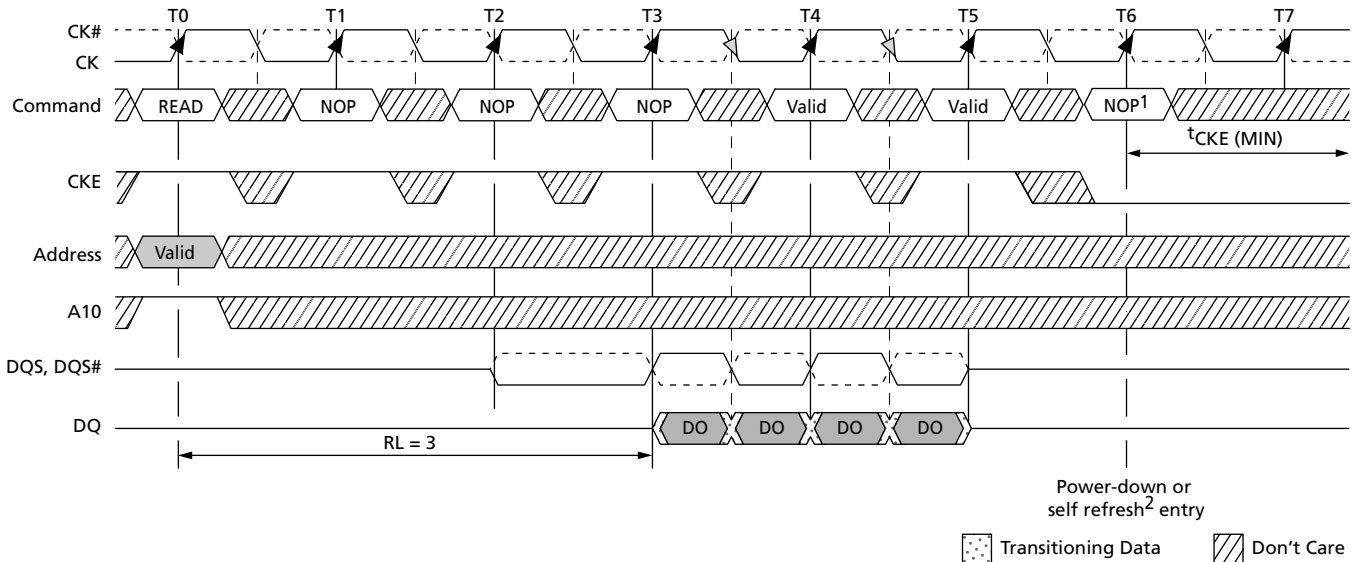 T0 T1 T2 T3 T4 T5 T6 T7
CK#
CK
Command READ NOP NOP NOP Valid Valid NOP1
tCKE (MIN)
CKE
Address Valid
A10
DQS, DQS#
DQ DO DO DO DO
RL = 3
Power-down or
self refresh2 entry
Transitioning Data Don't Care